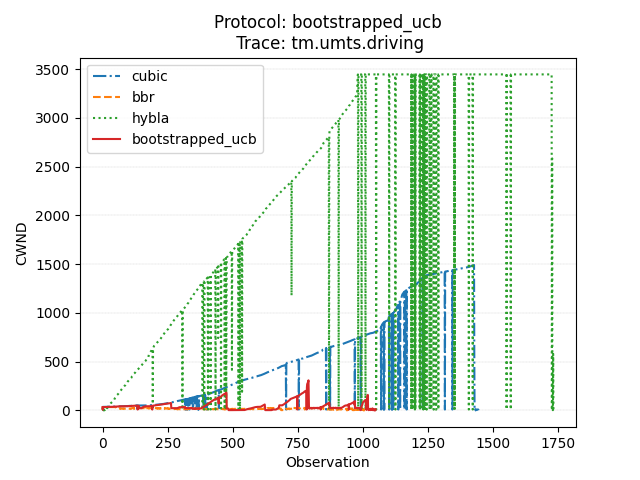 Protocol: bootstrapped_ucb
Trace: tm.umts.driving
cubic
bbr
hybla
bootstrapped_ucb
CWND
3500
3000
2500
2000
1500
1000
500
0
0 250 500 750 1000 1250 1500 1750
Observation